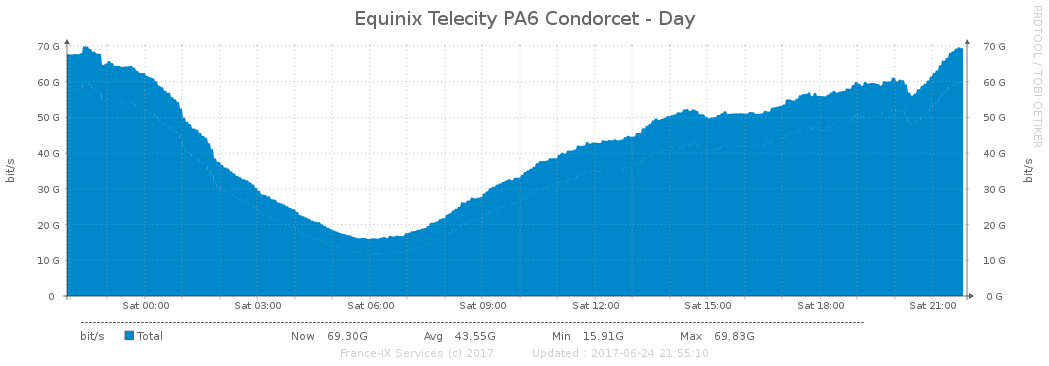 Equinix Telecity PA6 Condorcet - Day
RRDTOOL / TOBI OETIKER
70 G 70 G
60 G 60 G
50 G 50 G
40 G 40 G
30 G 30 G
20 G 20 G
10 G 10 G
0 0 G
bit/s bit/s
Sat 00:00 Sat 03:00 Sat 06:00 Sat 09:00 Sat 12:00 Sat 15:00 Sat 18:00 Sat 21:00
bit/s Total Now 69.30G Avg 43.55G Min 15.91G Max 69.83G
France-IX Services (c) 2017 Updated : 2017-06-24 21:55:10